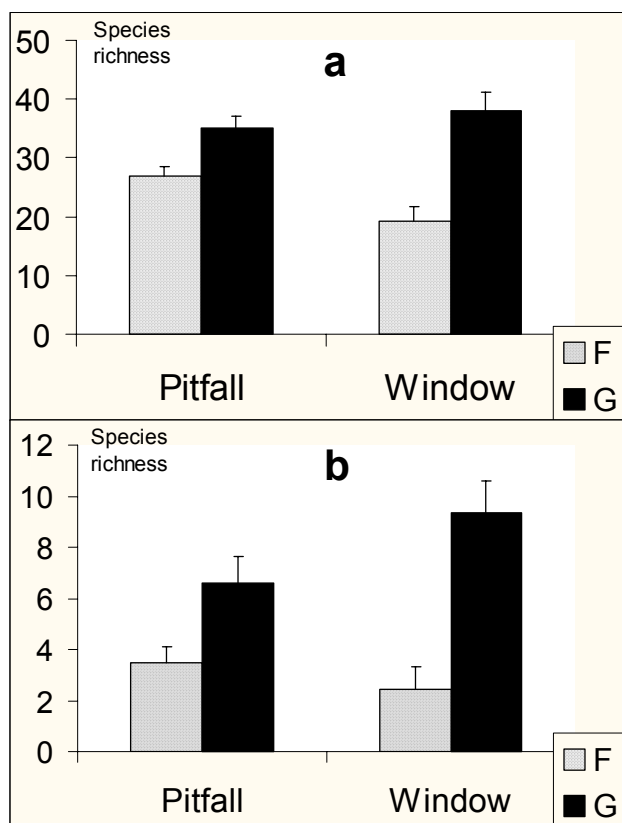 Species
richness
a
50
40
30
20
10
0
Pitfall
Window
F
G
Species
richness
b
12
10
8
6
4
2
0
Pitfall
Window
F
G